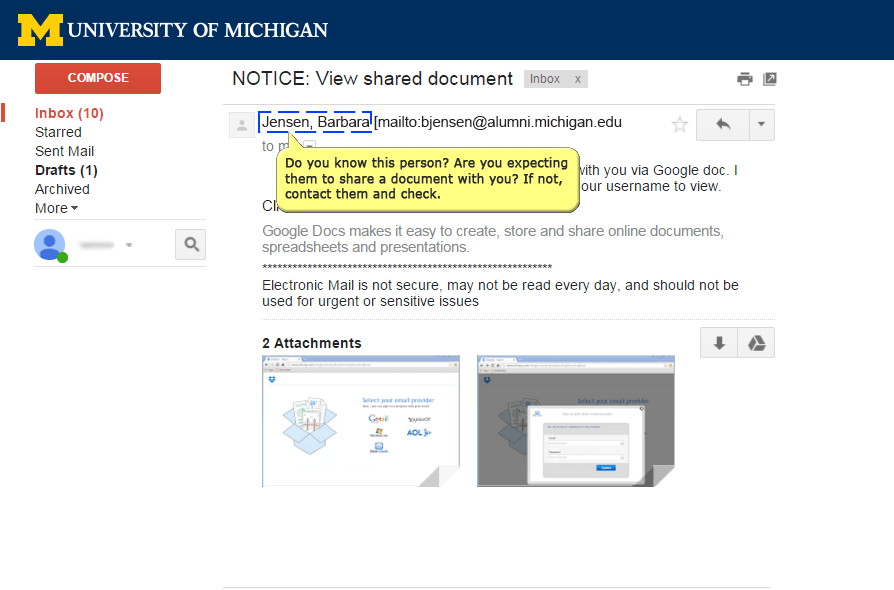 M UNIVERSITY OF MICHIGAN
COMPOSE
Inbox (10)
Starred
Sent Mail
Drafts (1)
Archived
More
NOTICE: View shared document
Inbox x
Jensen, Barbara [mailto:bjensen@alumni.michigan.edu
to m
Do you know this person? Are you expecting
them to share a document with you? If not,
contact them and check.
with you via Google doc. I
our username to view.
Cl
Google Docs makes it easy to create, store and share online documents,
spreadsheets and presentations.
**********************************************************
Electronic Mail is not secure, may not be read every day, and should not be
used for urgent or sensitive issues
2 Attachments
Select your email provider
Gmail
YAHOO!
AOL
Select your email provider
Email
Password